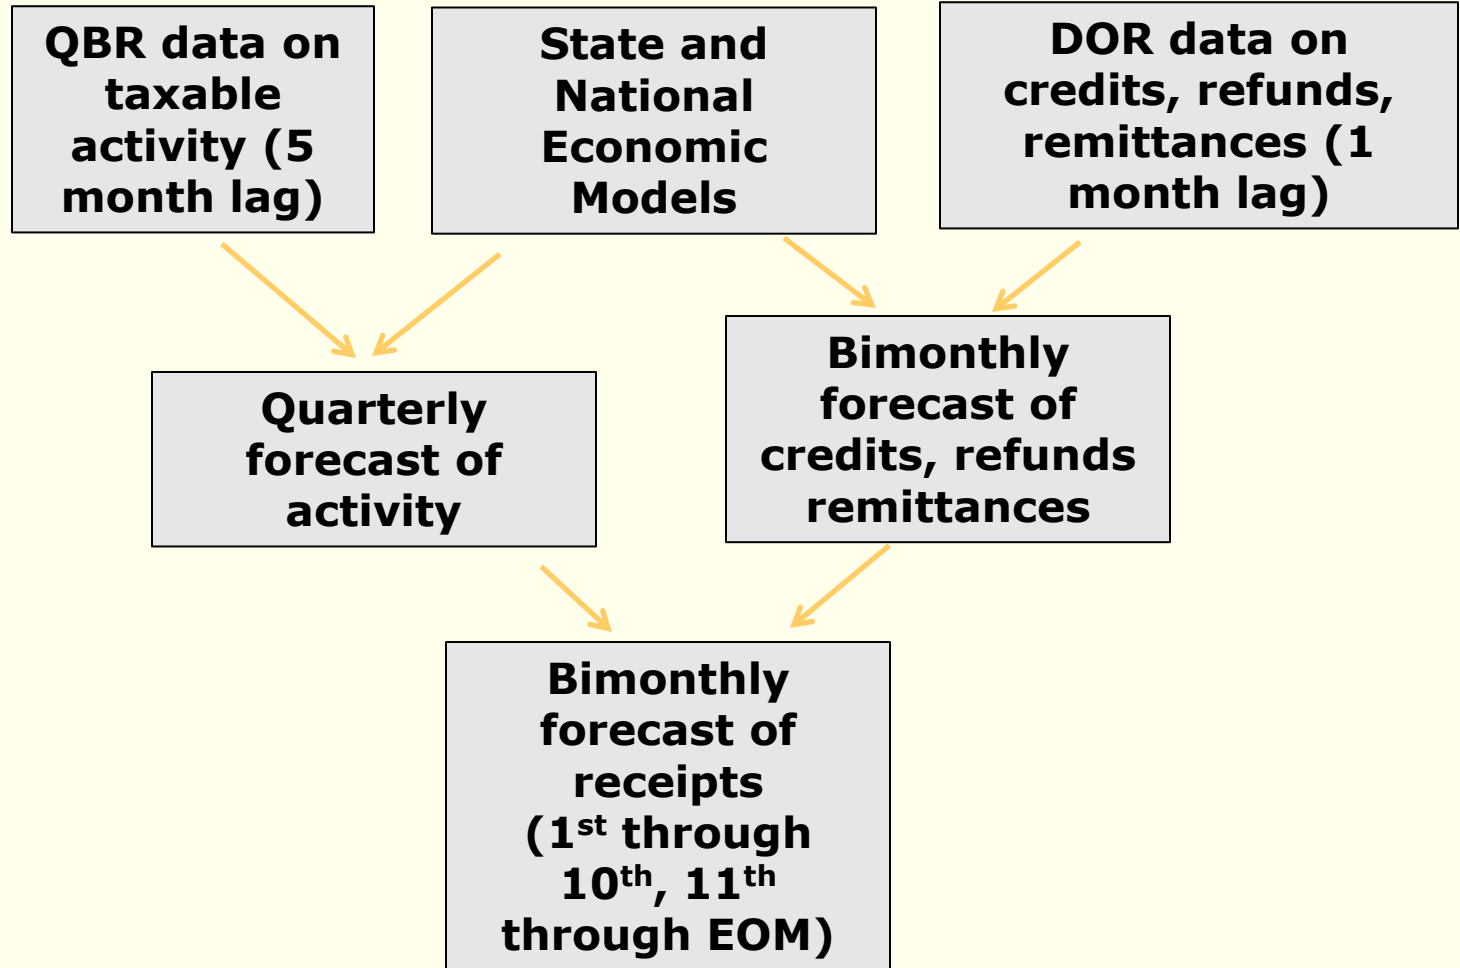 QBR data on
taxable
activity (5
month lag)
State and
National
Economic
Models
DOR data on
credits, refunds,
remittances (1
month lag)
Quarterly
forecast of
activity
Bimonthly
forecast of
credits, refunds
remittances
Bimonthly
forecast of
receipts
(1st through
10th, 11th
through EOM)